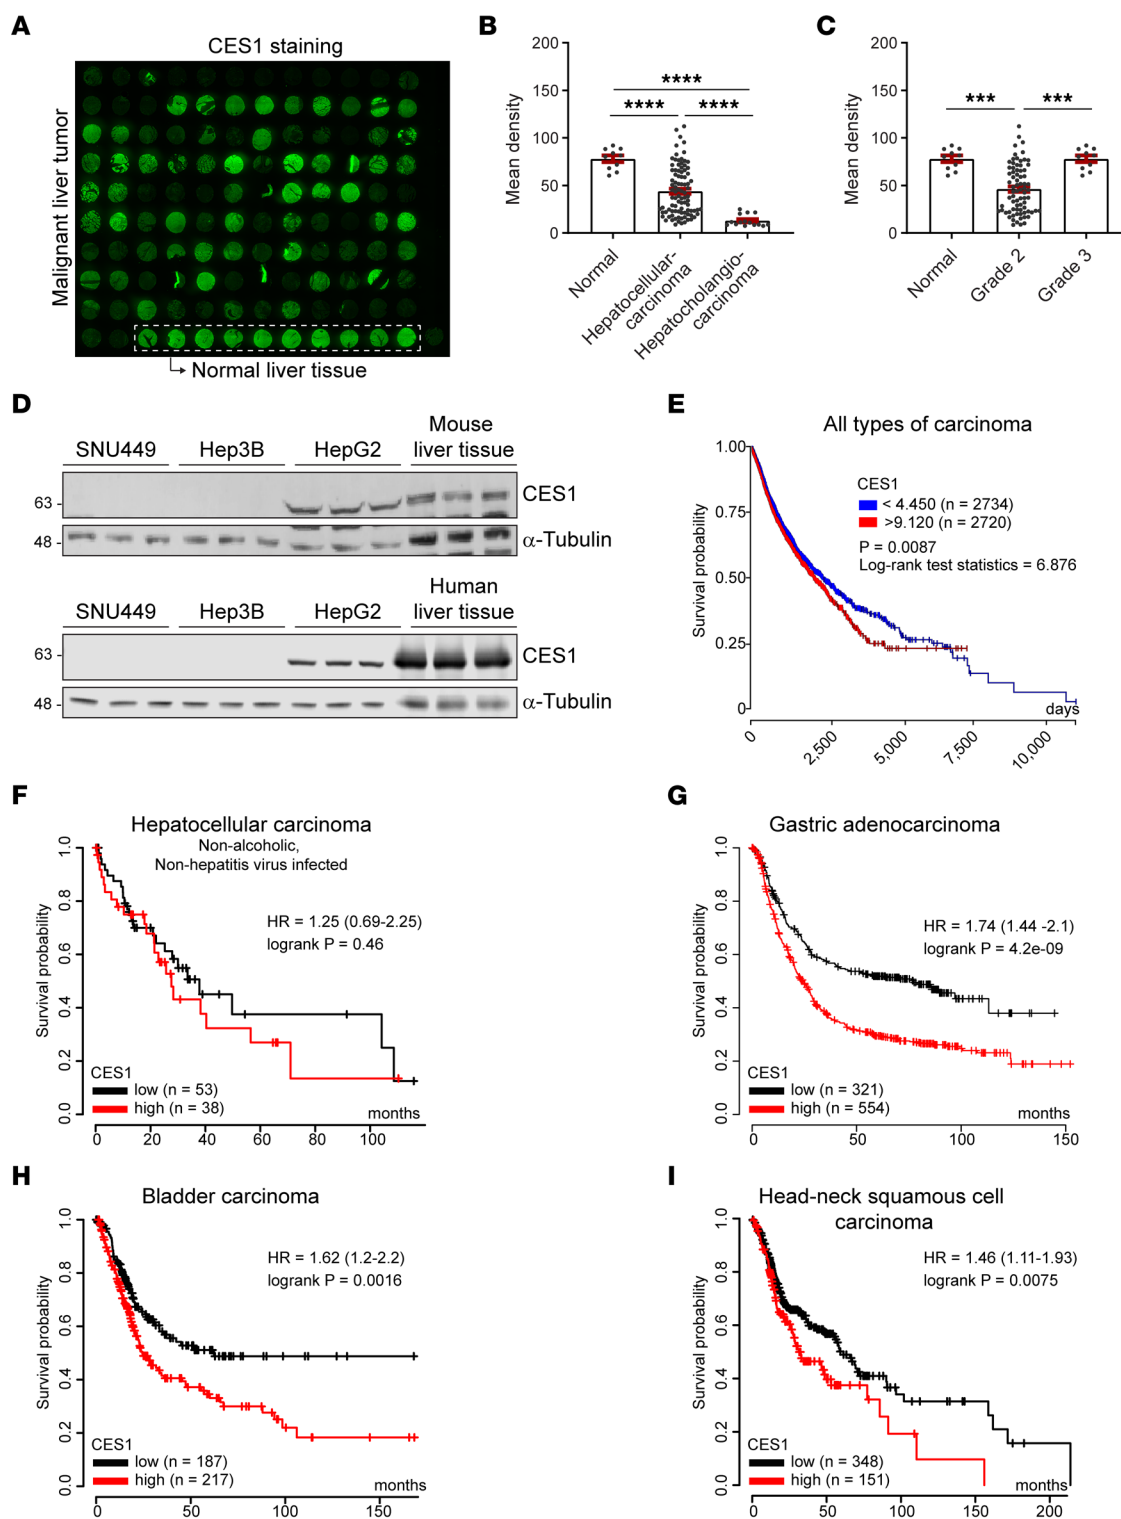 A
CES1 staining
Malignant liver tumor
Normal liver tissue
B
200
150
100
50
0
Mean density
****
**** ****
Normal
Hepatocellular-
carcinoma
Hepatocholangio-
carcinoma
C
200
150
100
50
0
Mean density
*** ***
Normal
Grade 2
Grade 3
D
SNU449 Hep3B HepG2 Mouse
liver tissue
63 -
CES1
48 -
α-Tubulin
SNU449 Hep3B HepG2 Human
liver tissue
63 -
CES1
48 -
α-Tubulin
E
All types of carcinoma
1.00
0.75
0.50
0.25
0
Survival probability
CES1
< 4.450 (n = 2734)
>9.120 (n = 2720)
P = 0.0087
Log-rank test statistics = 6.876
days
0 2,500 5,000 7,500 10,000
F
Hepatocellular carcinoma
Non-alcoholic,
Non-hepatitis virus infected
1.0
0.8
0.6
0.4
0.2
0.0
Survival probability
HR = 1.25 (0.69-2.25)
logrank P = 0.46
CES1
low (n = 53)
high (n = 38)
months
0 20 40 60 80 100
G
Gastric adenocarcinoma
1.0
0.8
0.6
0.4
0.2
0.0
Survival probability
HR = 1.74 (1.44 -2.1)
logrank P = 4.2e-09
CES1
low (n = 321)
high (n = 554)
months
0 50 100 150
H
Bladder carcinoma
1.0
0.8
0.6
0.4
0.2
0.0
Survival probability
HR = 1.62 (1.2-2.2)
logrank P = 0.0016
CES1
low (n = 187)
high (n = 217)
months
0 50 100 150
I
Head-neck squamous cell
carcinoma
1.0
0.8
0.6
0.4
0.2
0.0
Survival probability
HR = 1.46 (1.11-1.93)
logrank P = 0.0075
CES1
low (n = 348)
high (n = 151)
months
0 50 100 150 200